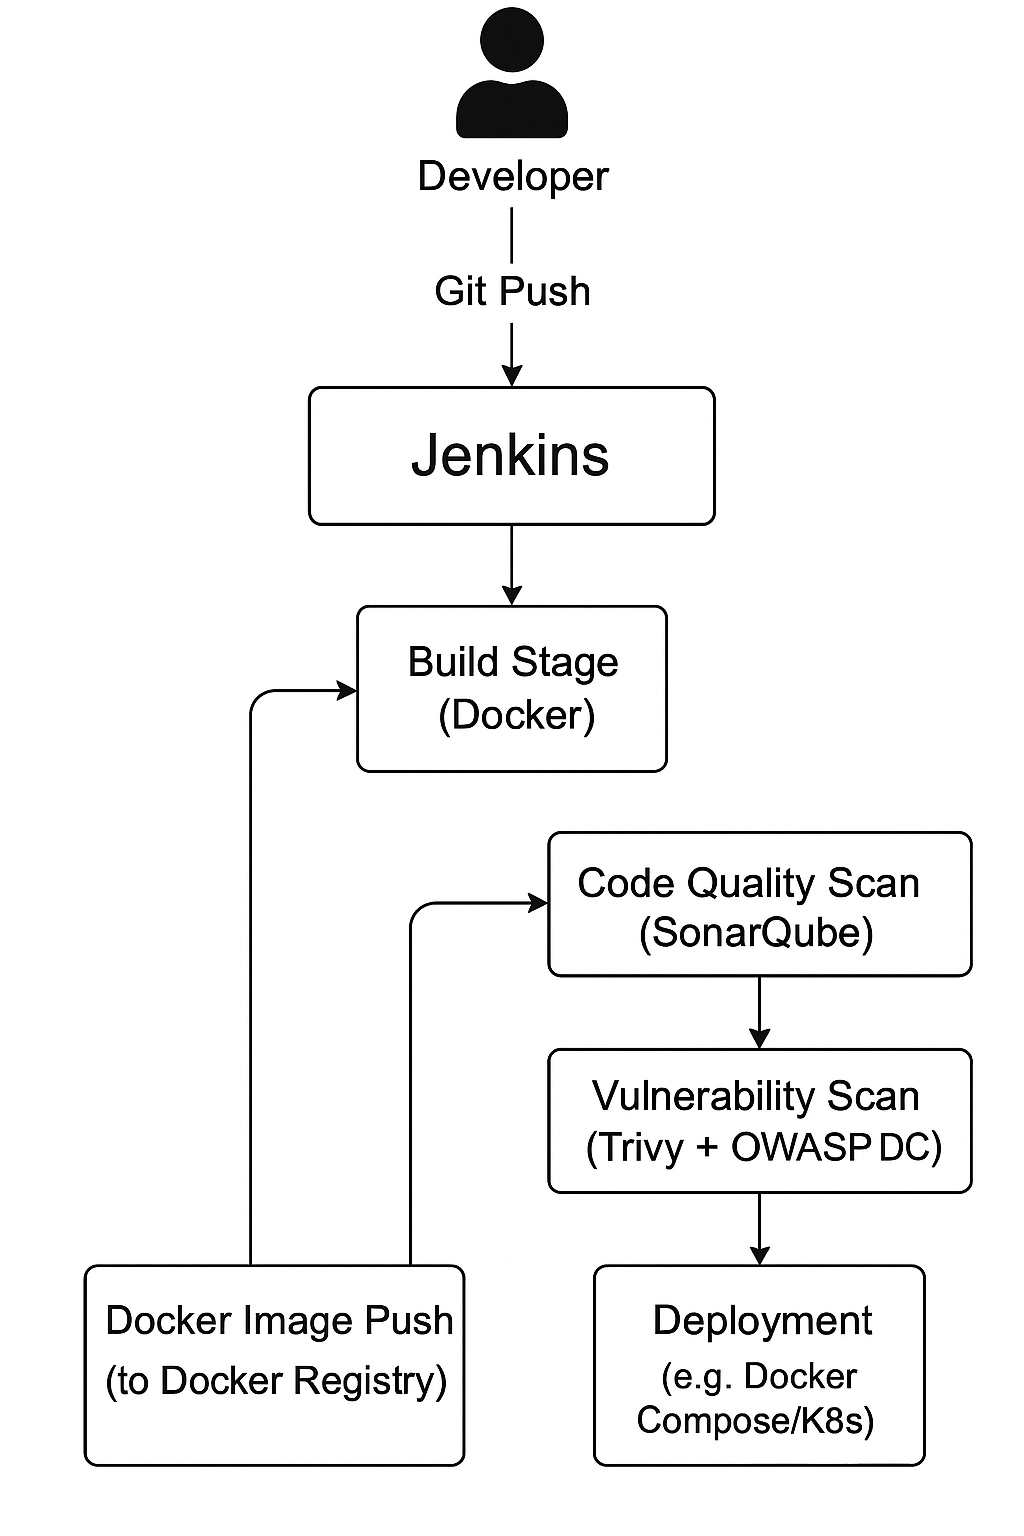 Developer
Git Push
Jenkins
Build Stage
(Docker)
Code Quality Scan
(SonarQube)
Vulnerability Scan
(Trivy + OWASP DC)
Docker Image Push
(to Docker Registry)
Deployment
(e.g. Docker
Compose/K8s)